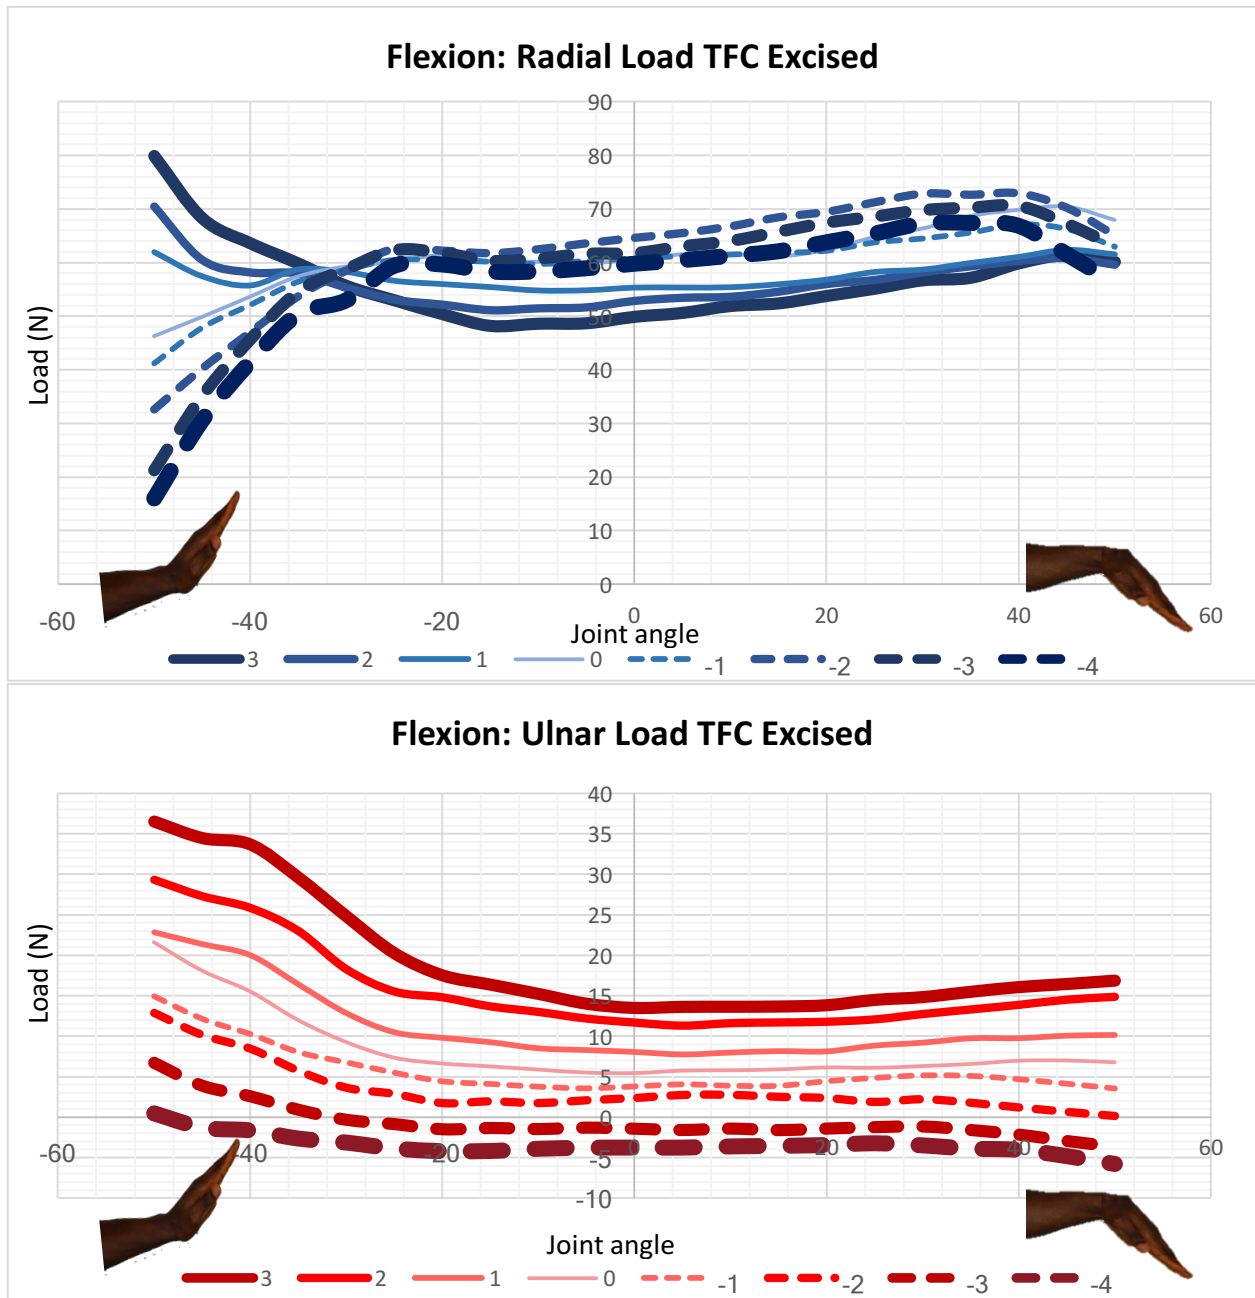 Flexion: Radial Load TFC Excised
90
80
70
60
50
40
30
20
10
0
Load (N)
-60 -40 -20 0 20 40 60
Joint angle
3 2 1 0 -1 -2 -3 -4
Flexion: Ulnar Load TFC Excised
40
35
30
25
20
15
10
5
0
-5
-10
Load (N)
-60 -40 -20 0 20 40 60
Joint angle
3 2 1 0 -1 -2 -3 -4